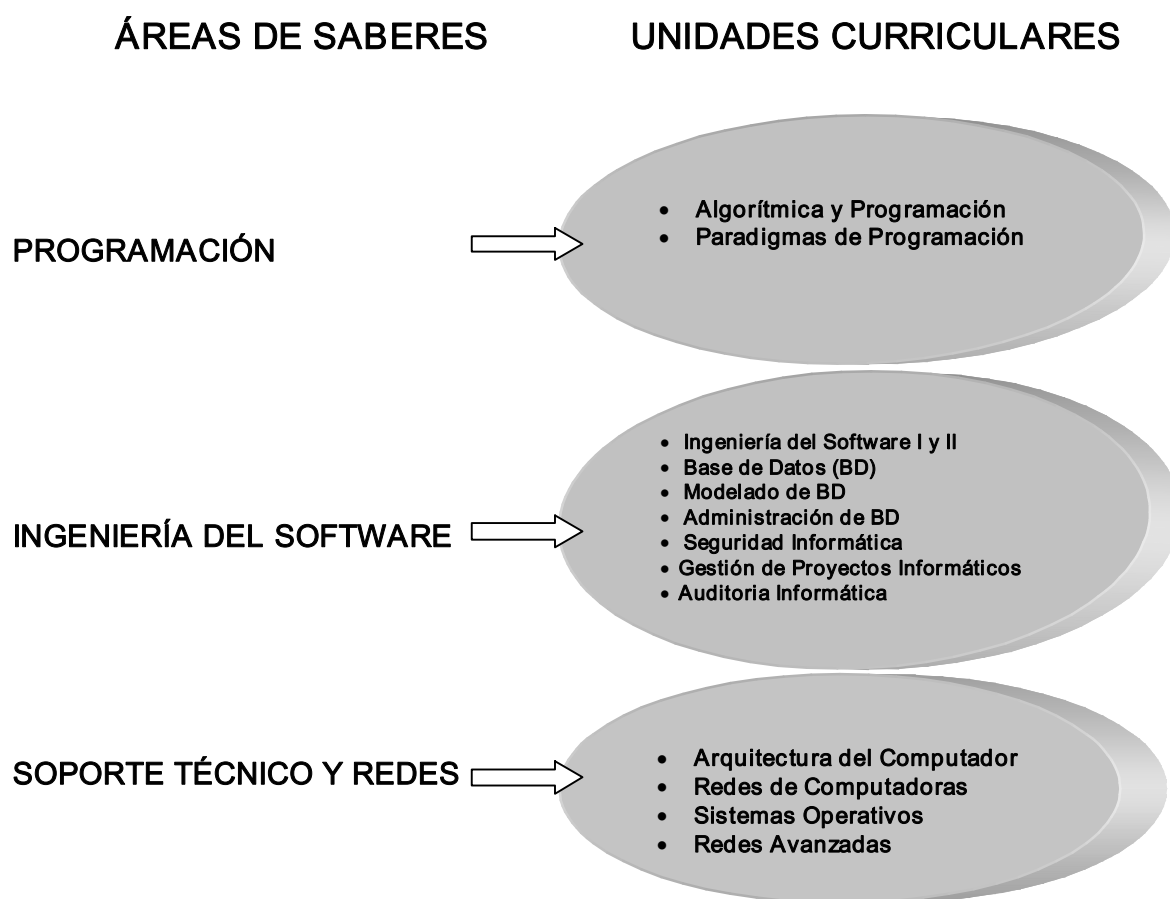 ÁREAS DE SABERES
UNIDADES CURRICULARES
PROGRAMACIÓN
• Algorítmica y Programación
• Paradigmas de Programación
INGENIERÍA DEL SOFTWARE
• Ingeniería del Software I y II
• Base de Datos (BD)
• Modelado de BD
• Administración de BD
• Seguridad Informática
• Gestión de Proyectos Informáticos
• Auditoria Informática
SOPORTE TÉCNICO Y REDES
• Arquitectura del Computador
• Redes de Computadoras
• Sistemas Operativos
• Redes Avanzadas